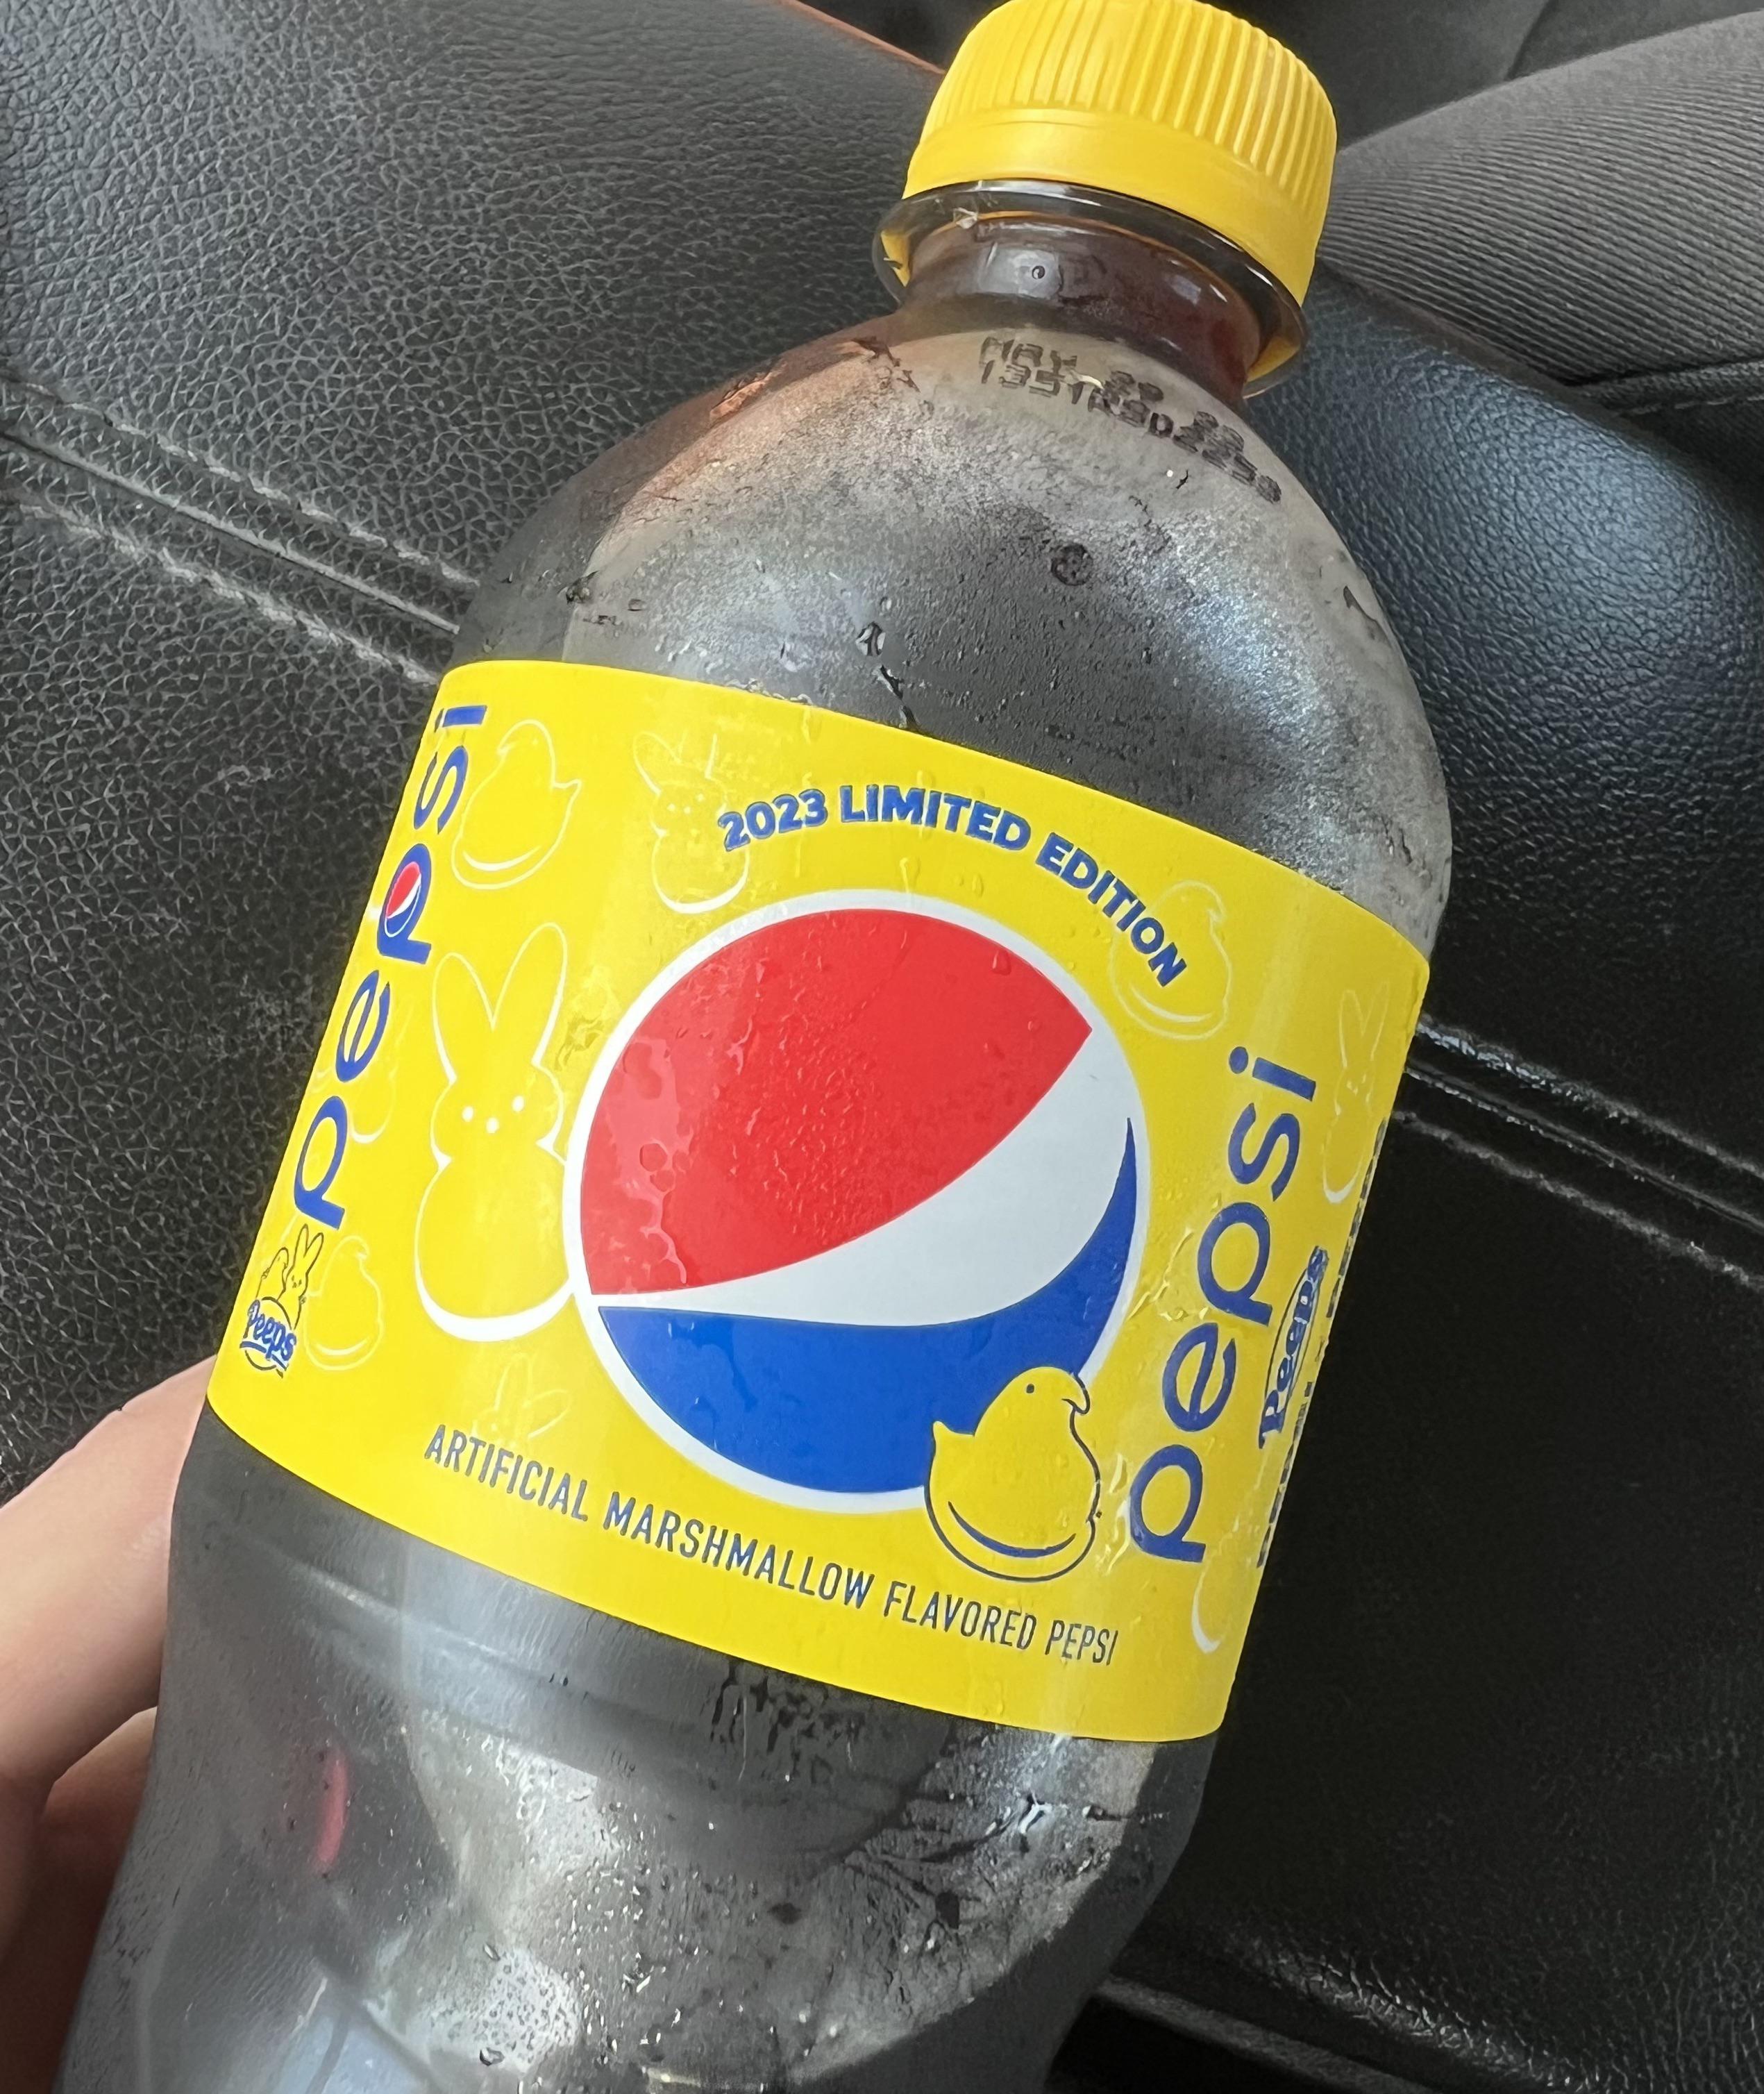 2023 LIMITED EDITION
pepsi
Peeps
pepsi
Peeps
ARTIFICIAL MARSHMALLOW FLAVORED PEPSI